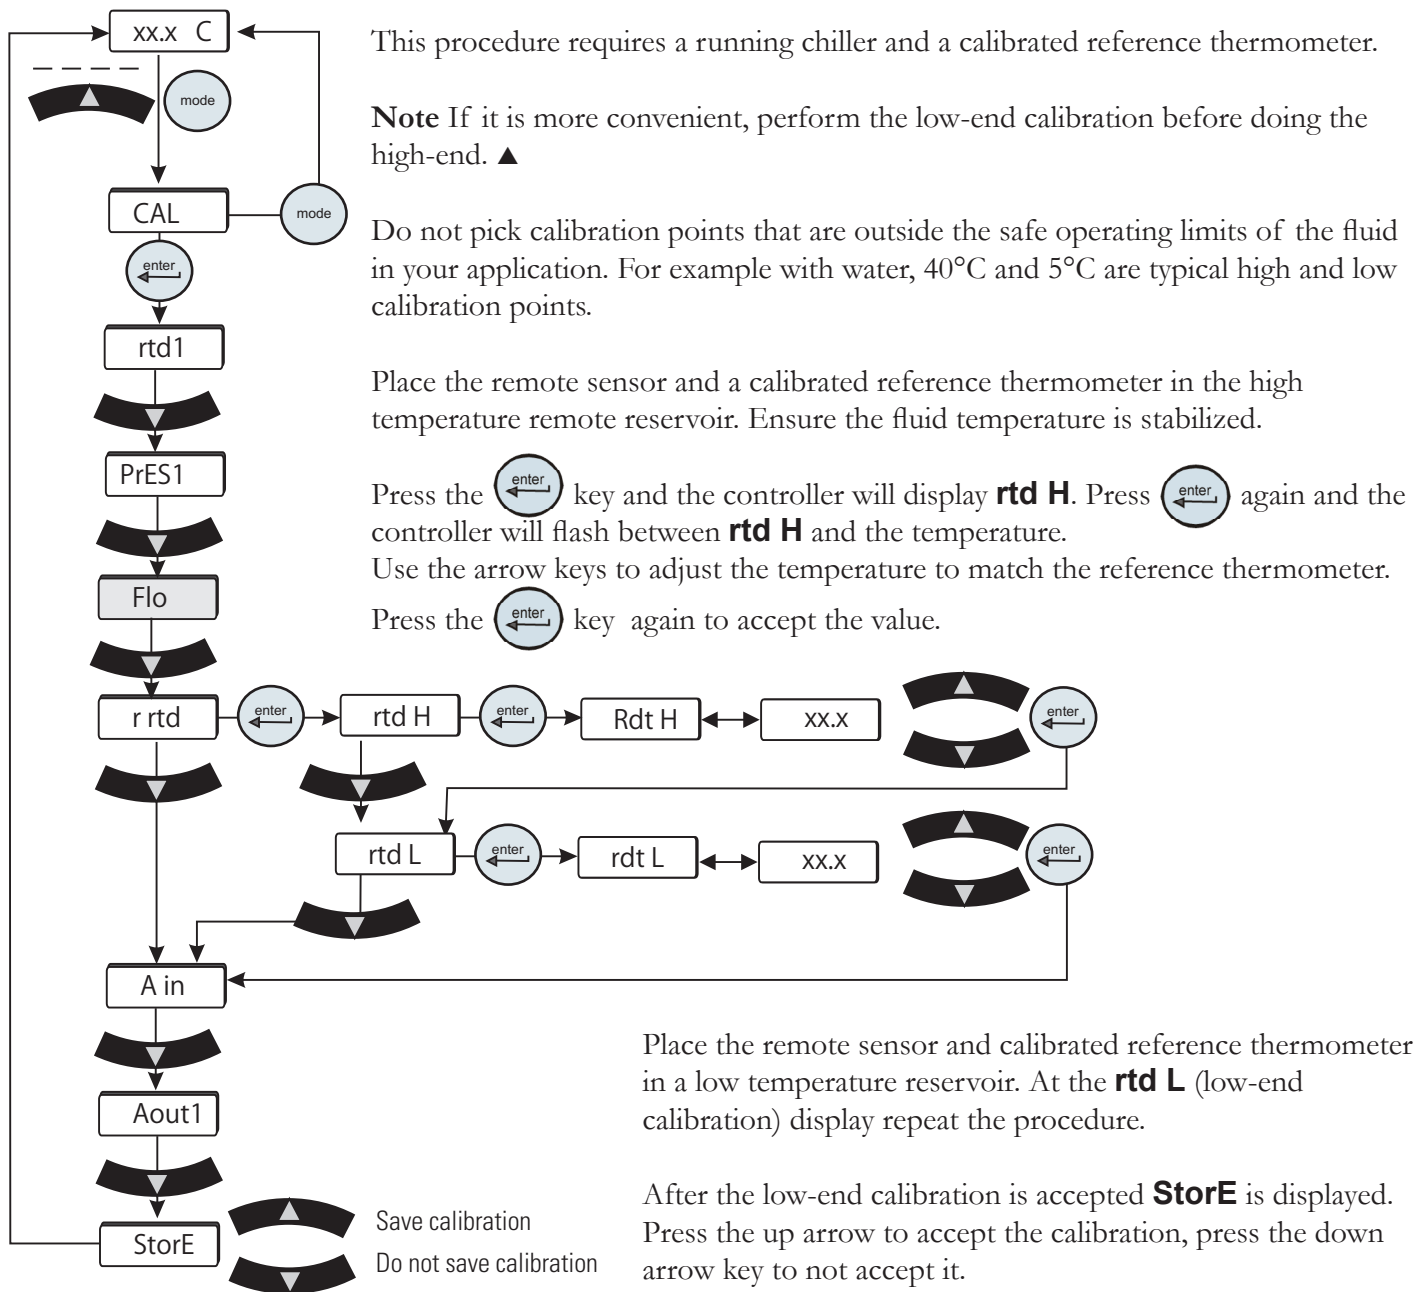 xx.x C
mode
CAL
mode
enter
rtd1
PrES1
Flo
r rtd
enter
rtd H
enter
Rdt H
xx.x
enter
rtd L
enter
rdt L
xx.x
enter
A in
Aout1
StorE
Save calibration
Do not save calibration
This procedure requires a running chiller and a calibrated reference thermometer.
Note If it is more convenient, perform the low-end calibration before doing the
high-end. ▲
Do not pick calibration points that are outside the safe operating limits of the fluid
in your application. For example with water, 40°C and 5°C are typical high and low
calibration points.
Place the remote sensor and a calibrated reference thermometer in the high
temperature remote reservoir. Ensure the fluid temperature is stabilized.
Press the enter key and the controller will display rtd H. Press enter again and the
controller will flash between rtd H and the temperature.
Use the arrow keys to adjust the temperature to match the reference thermometer.
Press the enter key again to accept the value.
Place the remote sensor and calibrated reference thermometer
in a low temperature reservoir. At the rtd L (low-end
calibration) display repeat the procedure.
After the low-end calibration is accepted StorE is displayed.
Press the up arrow to accept the calibration, press the down
arrow key to not accept it.